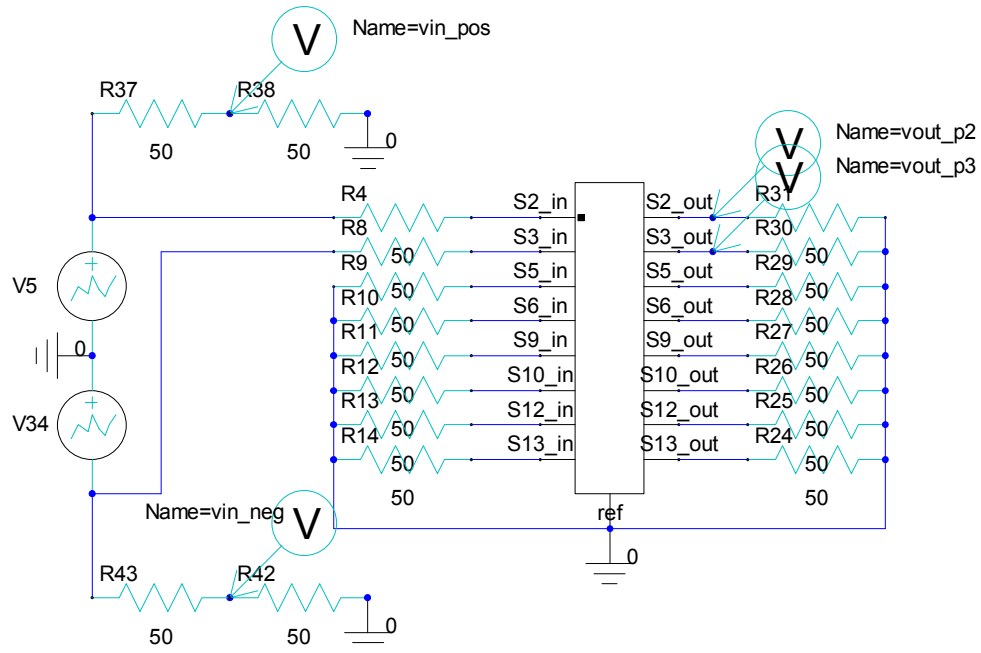 Name=vin_pos
V
R37
R38
50
50
0
Name=vout_p2
V
Name=vout_p3
V
R4
S2_in
S2_out
R31
R8
50
S3_in
S3_out
R30
50
R9
50
S5_in
S5_out
R29
50
V5
R10
50
S6_in
S6_out
R28
50
0
R11
50
S9_in
S9_out
R27
50
R12
50
S10_in
S10_out
R26
50
V34
R13
50
S12_in
S12_out
R25
50
R14
50
S13_in
S13_out
R24
50
50
50
Name=vin_neg
V
ref
0
R43
R42
50
50
0